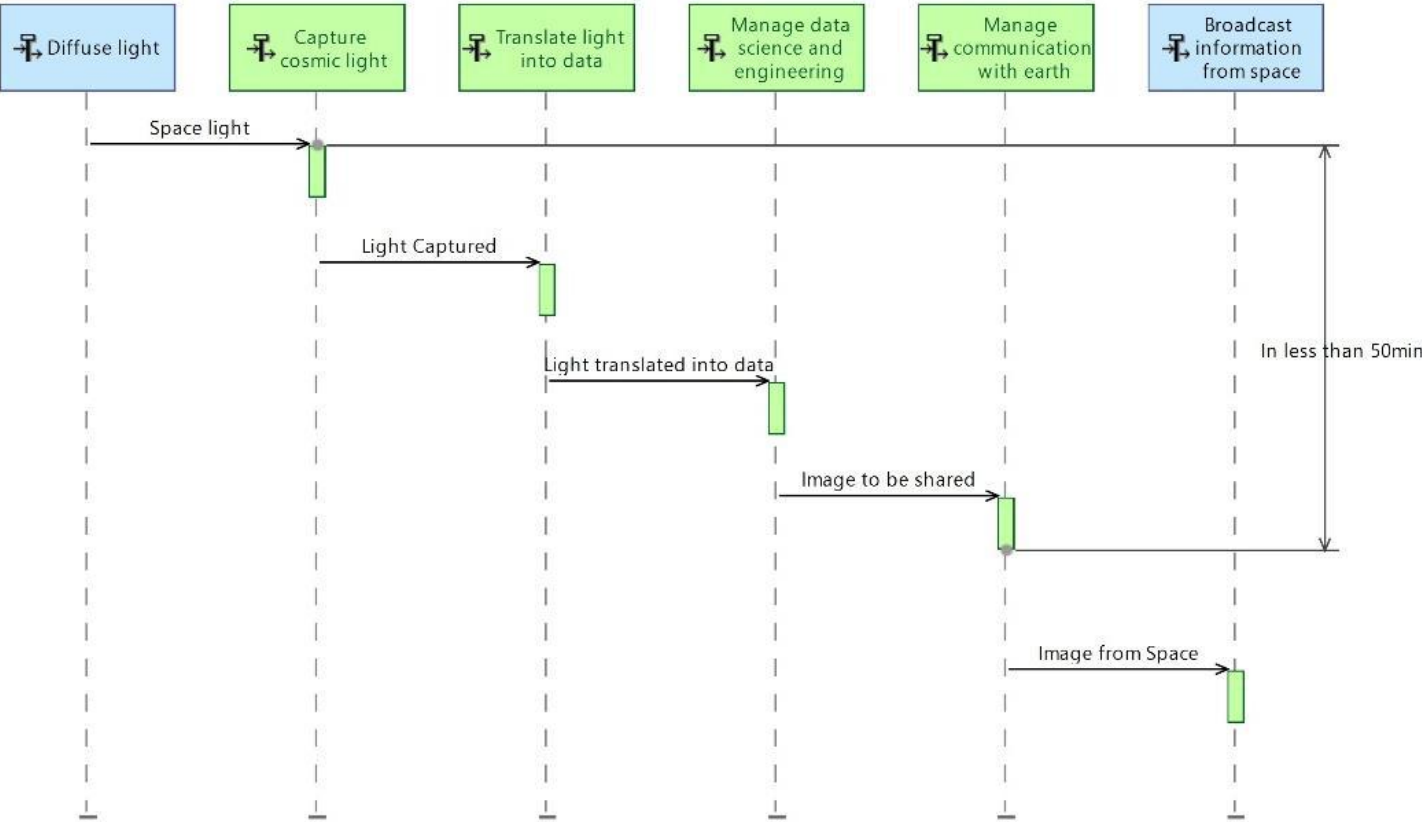 Diffuse light
Capture
cosmic light
Translate light
into data
Manage data
science and
engineering
Manage
communication
with earth
Broadcast
information
from space
Space light
Light Captured
In less than 50min
Light translated into data
Image to be shared
Image from Space